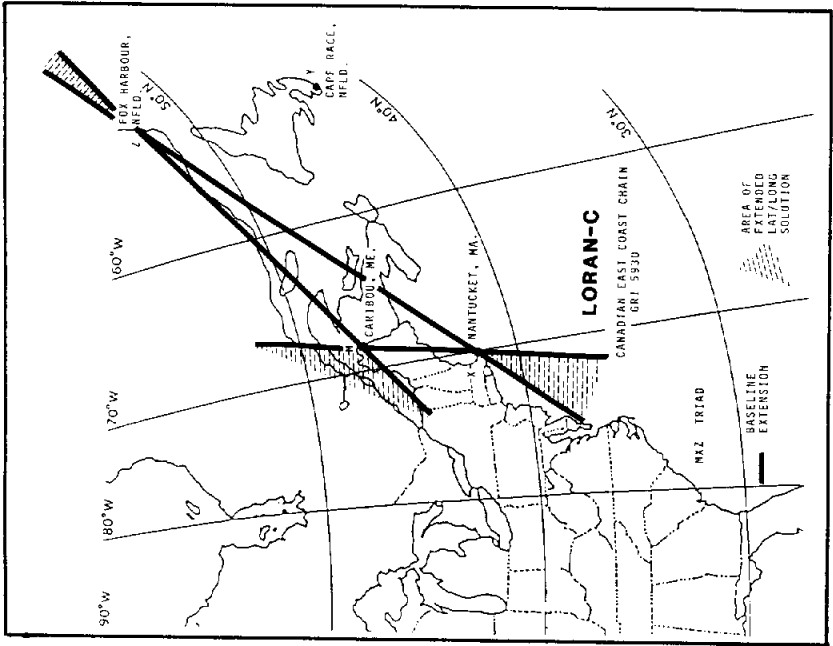 90°W
80°W
70°W
60°W
50°N
40°N
30°N
FOX HARBOUR,
NFLD.
Z
Y
CAPE RACE,
NFLD.
M
CARIBOU, ME.
X
NANTUCKET, MA.
LORAN-C
CANADIAN EAST COAST CHAIN
GRI 5930
MXZ TRIAD
BASELINE
EXTENSION
AREA OF
EXTENDED
LAT/LONG
SOLUTION